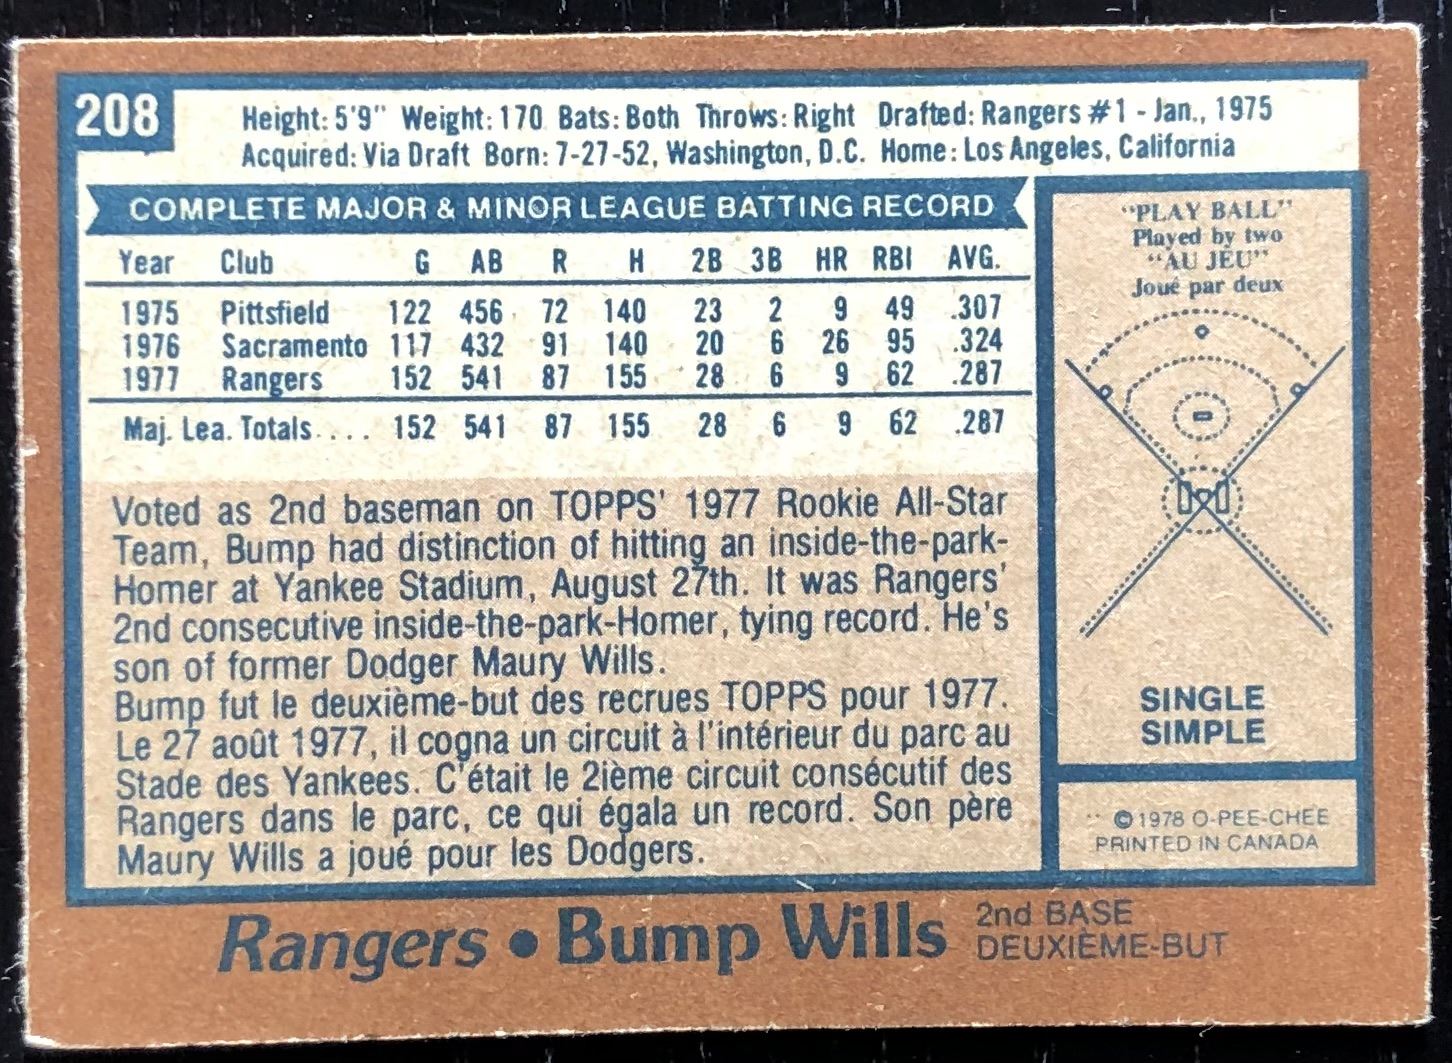 208
Height: 5'9" Weight: 170 Bats: Both Throws: Right Drafted: Rangers #1 - Jan., 1975
Acquired: Via Draft Born: 7-27-52, Washington, D.C. Home: Los Angeles, California
COMPLETE MAJOR & MINOR LEAGUE BATTING RECORD
Year Club G AB R H 2B 3B HR RBI AVG.
1975 Pittsfield 122 456 72 140 23 2 9 49 .307
1976 Sacramento 117 432 91 140 20 6 26 95 .324
1977 Rangers 152 541 87 155 28 6 9 62 .287
Maj. Lea. Totals.... 152 541 87 155 28 6 9 62 .287
Voted as 2nd baseman on TOPPS' 1977 Rookie All-Star
Team, Bump had distinction of hitting an inside-the-park-
Homer at Yankee Stadium, August 27th. It was Rangers'
2nd consecutive inside-the-park-Homer, tying record. He's
son of former Dodger Maury Wills.
Bump fut le deuxième-but des recrues TOPPS pour 1977.
Le 27 août 1977, il cogna un circuit à l'intérieur du parc au
Stade des Yankees. C'était le 2ième circuit consécutif des
Rangers dans le parc, ce qui égala un record. Son père
Maury Wills a joué pour les Dodgers.
"PLAY BALL"
Played by two
"AU JEU"
Joué par deux
SINGLE
SIMPLE
©1978 O-PEE-CHEE
PRINTED IN CANADA
Rangers • Bump Wills
2nd BASE
DEUXIÈME-BUT